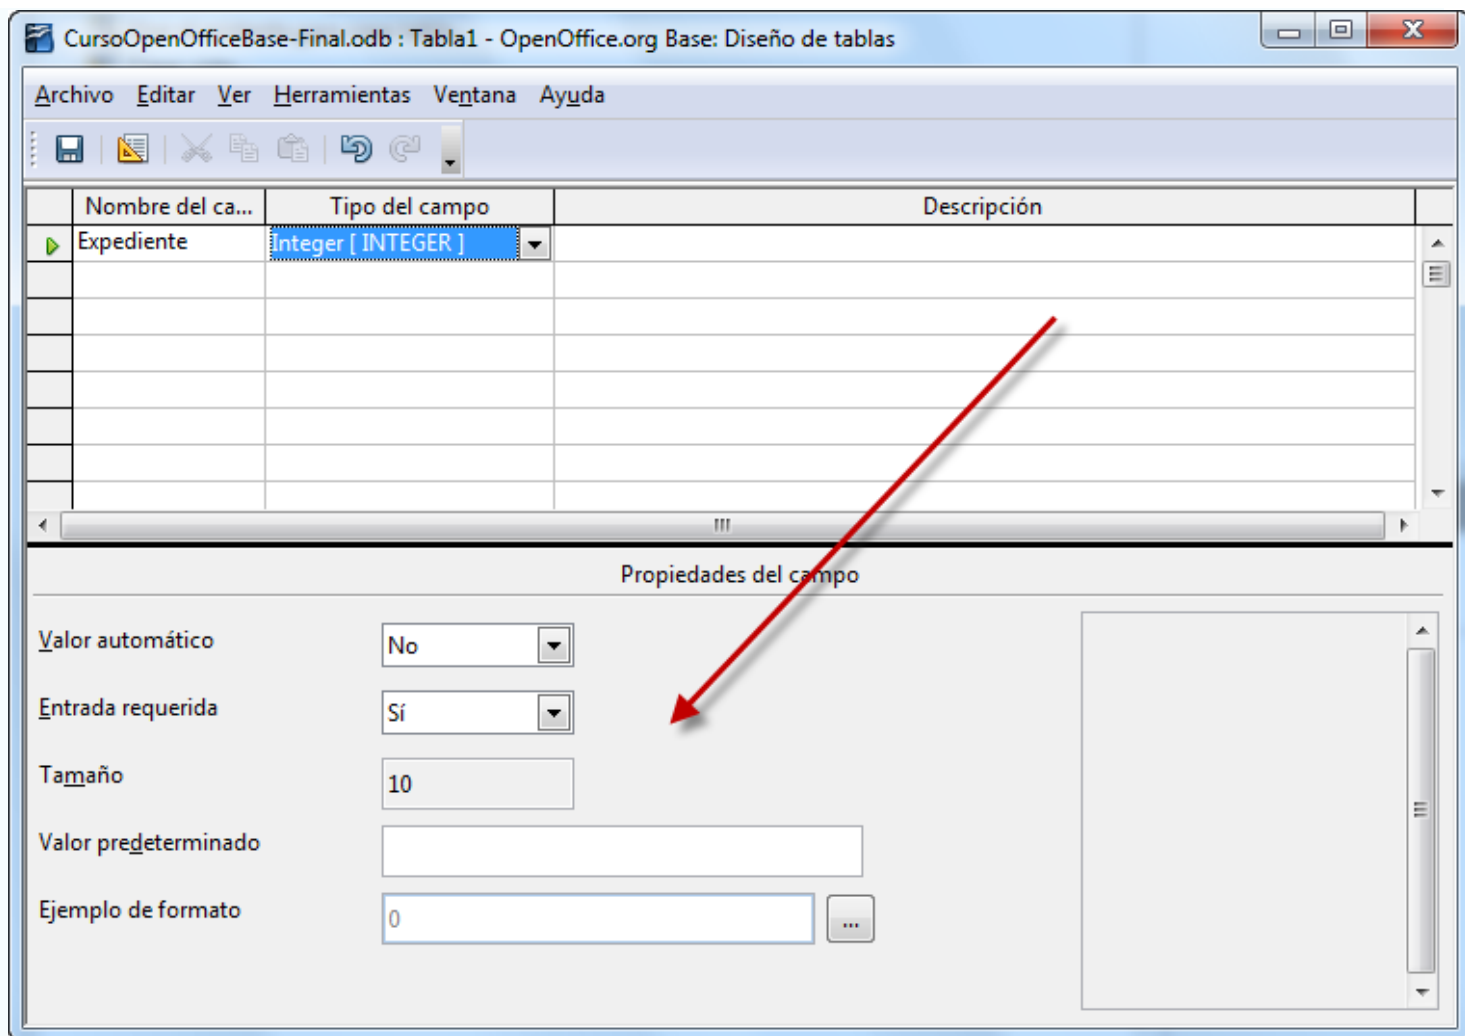 CursoOpenOfficeBase-Final.odb : Tabla1 - OpenOffice.org Base: Diseño de tablas
Archivo Editar Ver Herramientas Ventana Ayuda
Nombre del ca... Tipo del campo Descripción
Expediente Integer [ INTEGER ]
Propiedades del campo
Valor automático No
Entrada requerida Sí
Tamaño 10
Valor predeterminado
Ejemplo de formato 0 ...